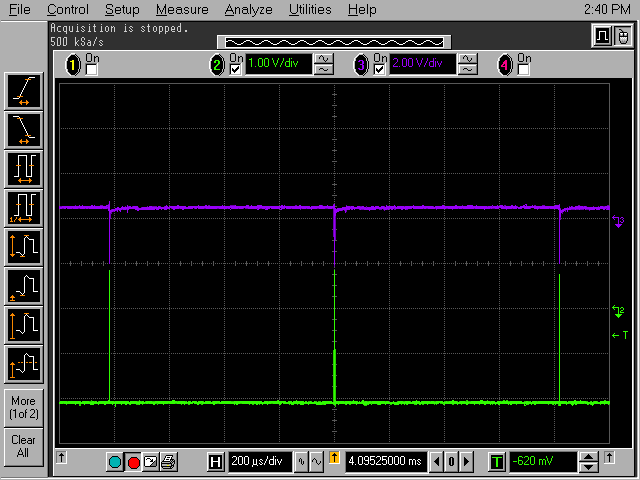 File Control Setup Measure Analyze Utilities Help 2:40 PM
Acquisition is stopped.
500 kSa/s
1 On 2 On 1.00 V/div 3 On 2.00 V/div 4 On
3
2
T
More
(1of 2)
Clear
All
H 200 µs/div 4.09525000 ms 0 T -620 mV